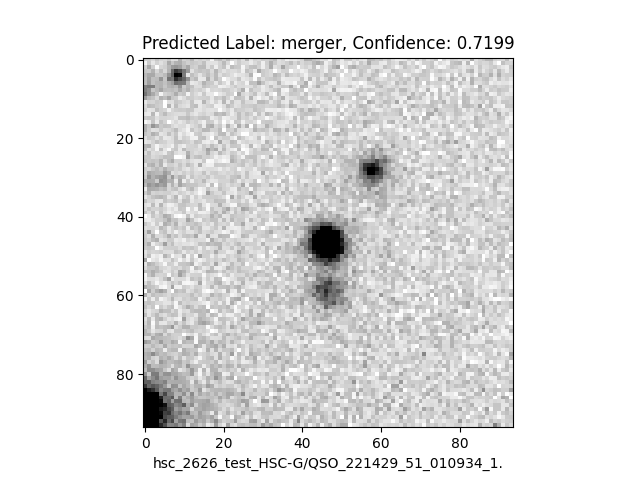 Predicted Label: merger, Confidence: 0.7199
0
20
40
60
80
0 20 40 60 80
hsc_2626_test_HSC-G/QSO_221429_51_010934_1.